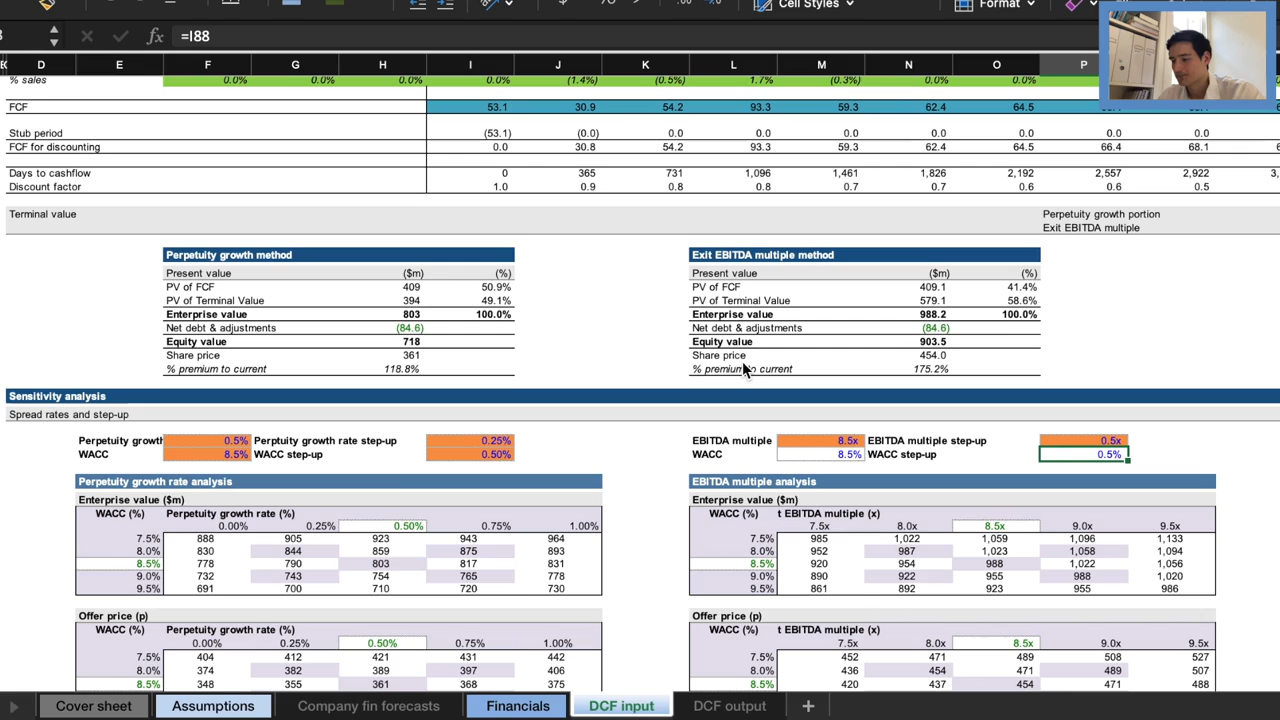 Cell Styles Format
fx =I88
D E F G H I J K L M N O P
% sales 0.0% 0.0% 0.0% 0.0% (1.4%) (0.5%) 1.7% (0.3%) 0.0% 0.0%
FCF 53.1 30.9 54.2 93.3 59.3 62.4 64.5
Stub period (53.1) (0.0) 0.0 0.0 0.0 0.0 0.0 0.0 0.0
FCF for discounting 0.0 30.8 54.2 93.3 59.3 62.4 64.5 66.4 68.1 6
Days to cashflow 0 365 731 1,096 1,461 1,826 2,192 2,557 2,922 3,
Discount factor 1.0 0.9 0.8 0.8 0.7 0.7 0.6 0.6 0.5
Terminal value Perpetuity growth portion
Exit EBITDA multiple
Perpetuity growth method Exit EBITDA multiple method
Present value ($m) (%) Present value ($m) (%)
PV of FCF 409 50.9% PV of FCF 409.1 41.4%
PV of Terminal Value 394 49.1% PV of Terminal Value 579.1 58.6%
Enterprise value 803 100.0% Enterprise value 988.2 100.0%
Net debt & adjustments (84.6) Net debt & adjustments (84.6)
Equity value 718 Equity value 903.5
Share price 361 Share price 454.0
% premium to current 118.8% % premium to current 175.2%
Sensitivity analysis
Spread rates and step-up
Perpetuity growth 0.5% Perptuity growth rate step-up 0.25% EBITDA multiple 8.5x EBITDA multiple step-up 0.5x
WACC 8.5% WACC step-up 0.50% WACC 8.5% WACC step-up 0.5%
Perpetuity growth rate analysis EBITDA multiple analysis
Enterprise value ($m) Enterprise value ($m)
WACC (%) Perpetuity growth rate (%) WACC (%) t EBITDA multiple (x)
0.00% 0.25% 0.50% 0.75% 1.00% 7.5x 8.0x 8.5x 9.0x 9.5x
7.5% 888 905 923 943 964 7.5% 985 1,022 1,059 1,096 1,133
8.0% 830 844 859 875 893 8.0% 952 987 1,023 1,058 1,094
8.5% 778 790 803 817 831 8.5% 920 954 988 1,022 1,056
9.0% 732 743 754 765 778 9.0% 890 922 955 988 1,020
9.5% 691 700 710 720 730 9.5% 861 892 923 955 986
Offer price (p) Offer price (p)
WACC (%) Perpetuity growth rate (%) WACC (%) t EBITDA multiple (x)
0.00% 0.25% 0.50% 0.75% 1.00% 7.5x 8.0x 8.5x 9.0x 9.5x
7.5% 404 412 421 431 442 7.5% 452 471 489 508 527
8.0% 374 382 389 397 406 8.0% 436 454 471 489 507
8.5% 348 355 361 368 375 8.5% 420 437 454 471 488
Cover sheet Assumptions Company fin forecasts Financials DCF input DCF output +